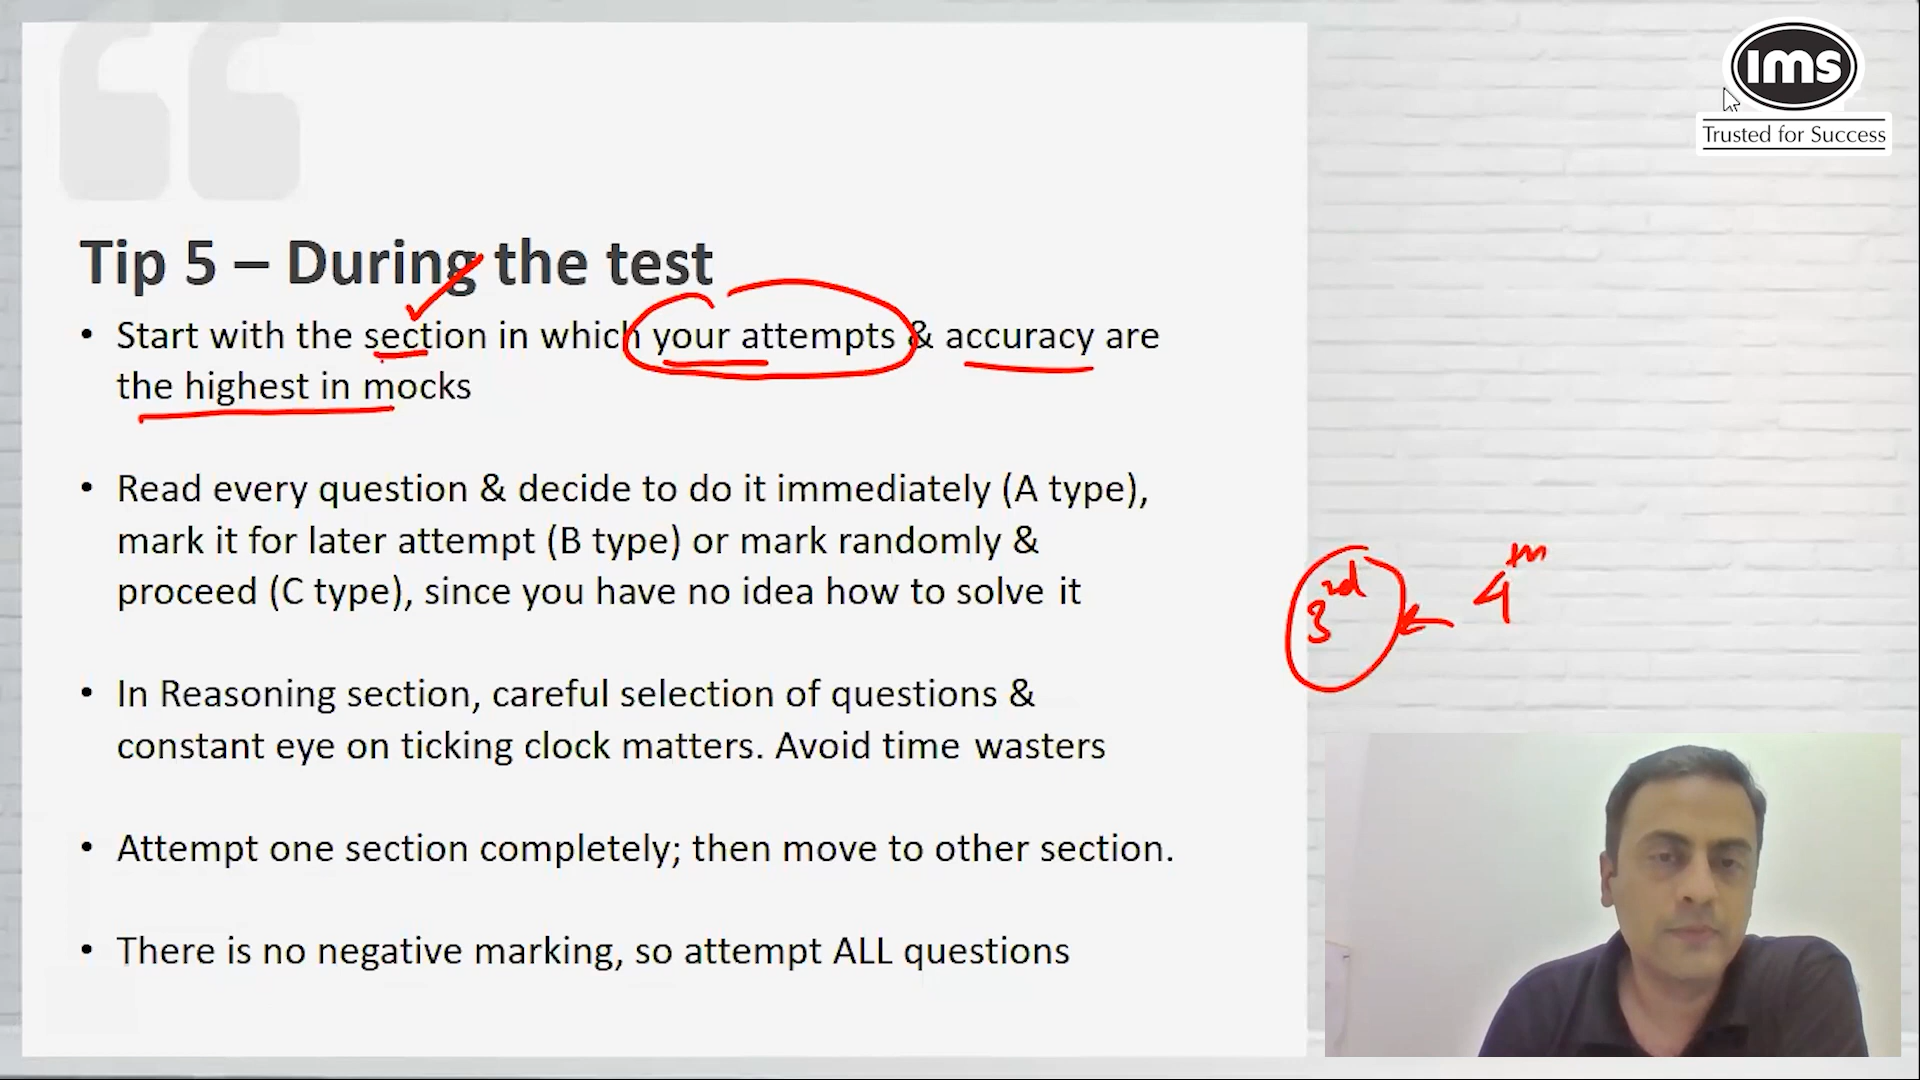 ims
Trusted for Success
Tip 5 – During the test
• Start with the section in which your attempts & accuracy are
the highest in mocks
• Read every question & decide to do it immediately (A type),
mark it for later attempt (B type) or mark randomly &
proceed (C type), since you have no idea how to solve it
• In Reasoning section, careful selection of questions &
constant eye on ticking clock matters. Avoid time wasters
• Attempt one section completely; then move to other section.
• There is no negative marking, so attempt ALL questions
3rd ← 4th